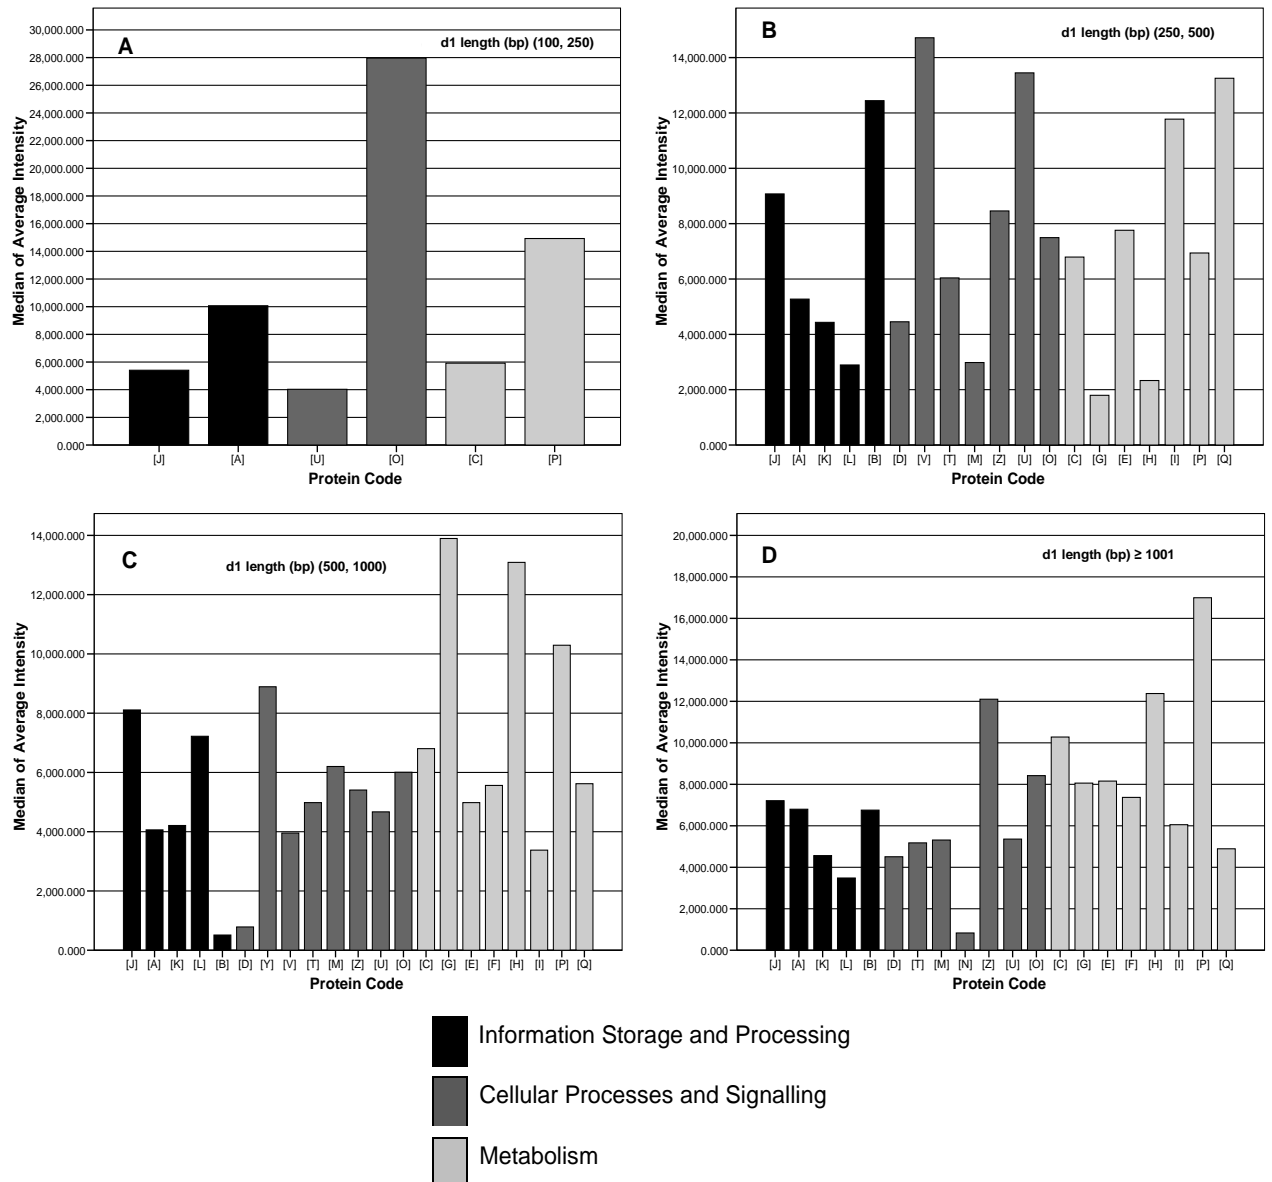 A
d1 length (bp) (100, 250)
Median of Average Intensity
30,000.000
28,000.000
26,000.000
24,000.000
22,000.000
20,000.000
18,000.000
16,000.000
14,000.000
12,000.000
10,000.000
8,000.000
6,000.000
4,000.000
2,000.000
0.000
[J] [A] [U] [O] [C] [P]
Protein Code
B
d1 length (bp) (250, 500)
Median of Average Intensity
14,000.000
12,000.000
10,000.000
8,000.000
6,000.000
4,000.000
2,000.000
0.000
[J] [A] [K] [L] [B] [D] [V] [T] [M] [Z] [U] [O] [C] [G] [E] [H] [I] [P] [Q]
Protein Code
C
d1 length (bp) (500, 1000)
Median of Average Intensity
14,000.000
12,000.000
10,000.000
8,000.000
6,000.000
4,000.000
2,000.000
0.000
[J] [A] [K] [L] [B] [D] [Y] [V] [T] [M] [Z] [U] [O] [C] [G] [E] [F] [H] [I] [P] [Q]
Protein Code
D
d1 length (bp) ≥ 1001
Median of Average Intensity
20,000.000
18,000.000
16,000.000
14,000.000
12,000.000
10,000.000
8,000.000
6,000.000
4,000.000
2,000.000
0.000
[J] [A] [K] [L] [B] [D] [T] [M] [N] [Z] [U] [O] [C] [G] [E] [F] [H] [I] [P] [Q]
Protein Code
Information Storage and Processing
Cellular Processes and Signalling
Metabolism